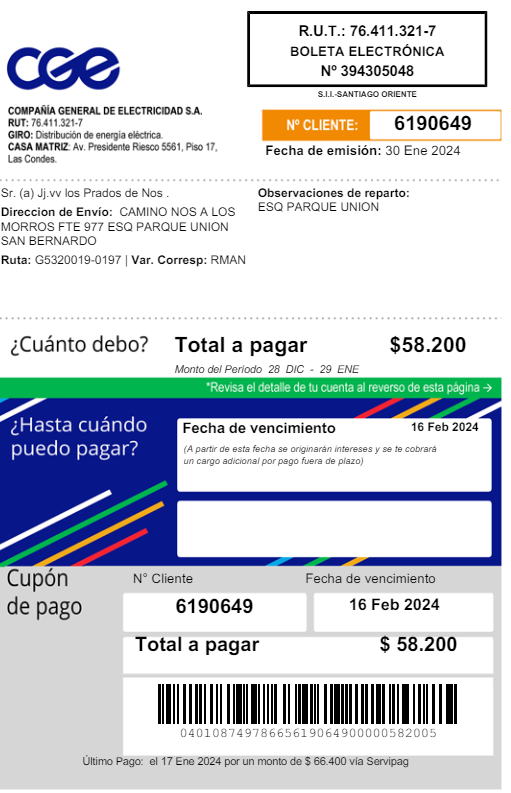 cge
R.U.T.: 76.411.321-7
BOLETA ELECTRÓNICA
Nº 394305048
S.I.I.-SANTIAGO ORIENTE
COMPAÑÍA GENERAL DE ELECTRICIDAD S.A.
RUT: 76.411.321-7
GIRO: Distribución de energía eléctrica.
CASA MATRIZ: Av. Presidente Riesco 5561, Piso 17,
Las Condes.
Nº CLIENTE: 6190649
Fecha de emisión: 30 Ene 2024
Sr. (a) Jj.vv los Prados de Nos .
Direccion de Envío: CAMINO NOS A LOS
MORROS FTE 977 ESQ PARQUE UNION
SAN BERNARDO
Ruta: G5320019-0197 | Var. Corresp: RMAN
Observaciones de reparto:
ESQ PARQUE UNION
¿Cuánto debo? Total a pagar $58.200
Monto del Periodo 28 DIC - 29 ENE
*Revisa el detalle de tu cuenta al reverso de esta página →
¿Hasta cuándo
puedo pagar?
Fecha de vencimiento 16 Feb 2024
(A partir de esta fecha se originarán intereses y se te cobrará
un cargo adicional por pago fuera de plazo)
Cupón
de pago
N° Cliente Fecha de vencimiento
6190649 16 Feb 2024
Total a pagar $ 58.200
040108749786656190649​00000582005
Último Pago: el 17 Ene 2024 por un monto de $ 66.400 vía Servipag